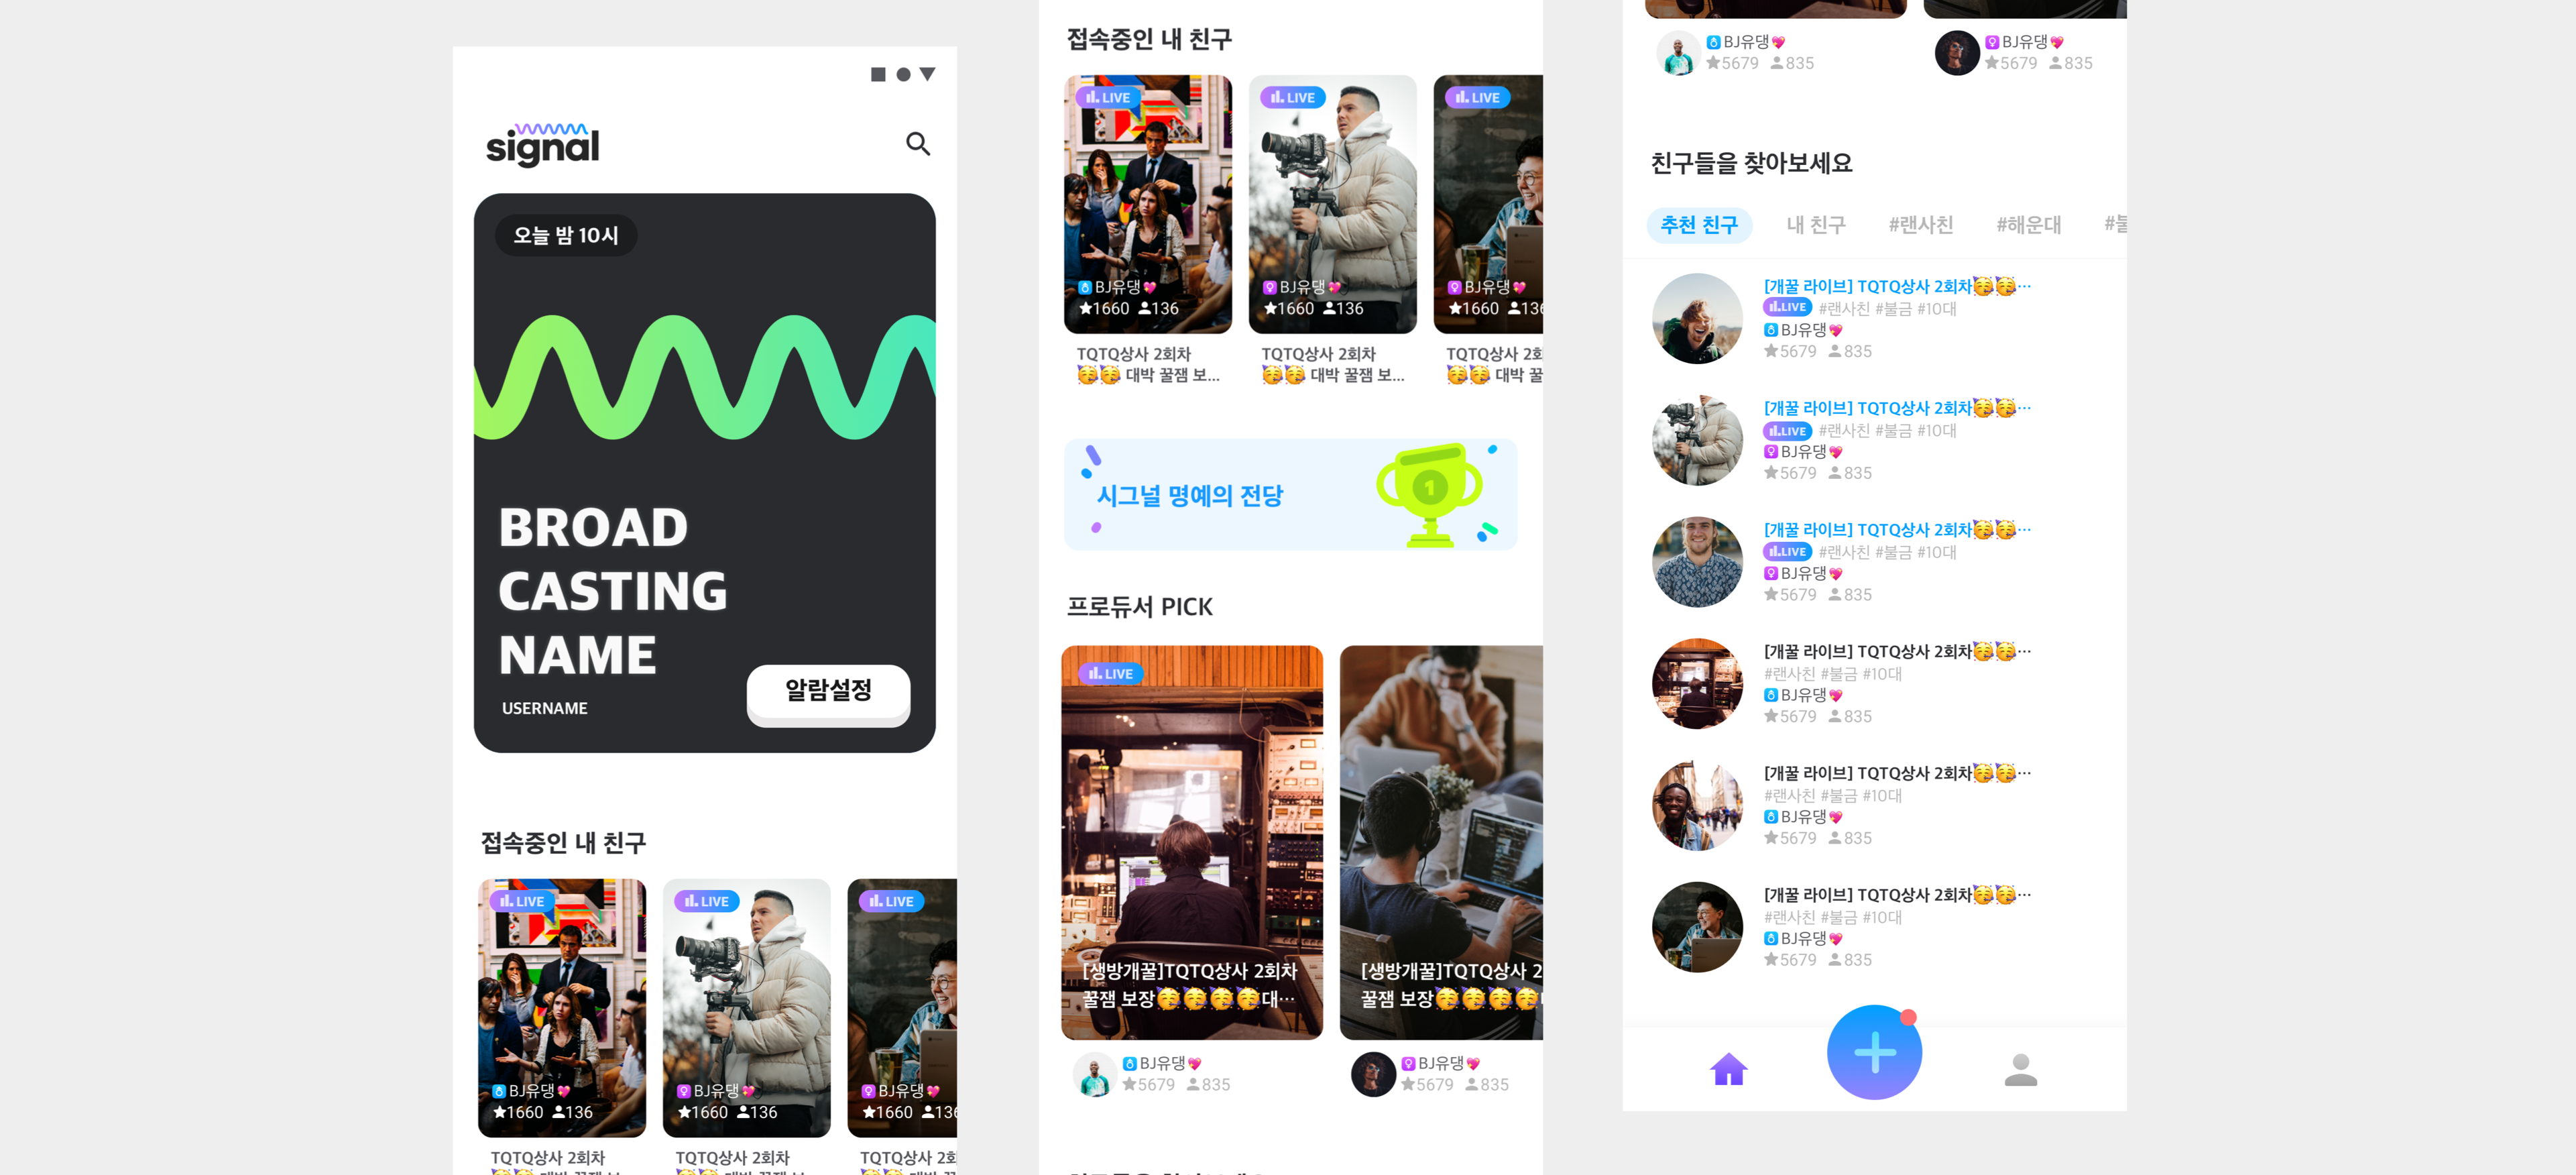 signal
오늘 밤 10시
BROAD
CASTING
NAME
USERNAME
알람설정
접속중인 내 친구
LIVE
LIVE
LIVE
BJ유댕💖
BJ유댕💖
BJ유댕💖
1660 136
1660 136
1660 136
TQTQ상사 2회차
TQTQ상사 2회차
TQTQ상사 2회
접속중인 내 친구
LIVE
LIVE
LIVE
BJ유댕💖
BJ유댕💖
BJ유댕💖
1660 136
1660 136
1660 136
TQTQ상사 2회차
🥳🥳 대박 꿀잼 보...
TQTQ상사 2회차
🥳🥳 대박 꿀잼 보...
TQTQ상사 2회
🥳🥳 대박 꿀
시그널 명예의 전당
1
프로듀서 PICK
LIVE
[생방개꿀]TQTQ상사 2회차
꿀잼 보장🥳🥳🥳🥳대…
[생방개꿀]TQTQ상사 2
꿀잼 보장🥳🥳🥳🥳
BJ유댕💖
5679 835
BJ유댕💖
5679 835
BJ유댕💖
5679 835
BJ유댕💖
5679 835
친구들을 찾아보세요
추천 친구 내 친구 #랜사친 #해운대 #불
[개꿀 라이브] TQTQ상사 2회차🥳🥳…
LIVE #랜사친 #불금 #10대
BJ유댕💖
5679 835
[개꿀 라이브] TQTQ상사 2회차🥳🥳…
LIVE #랜사친 #불금 #10대
BJ유댕💖
5679 835
[개꿀 라이브] TQTQ상사 2회차🥳🥳…
LIVE #랜사친 #불금 #10대
BJ유댕💖
5679 835
[개꿀 라이브] TQTQ상사 2회차🥳🥳…
#랜사친 #불금 #10대
BJ유댕💖
5679 835
[개꿀 라이브] TQTQ상사 2회차🥳🥳…
#랜사친 #불금 #10대
BJ유댕💖
5679 835
[개꿀 라이브] TQTQ상사 2회차🥳🥳…
#랜사친 #불금 #10대
BJ유댕💖
5679 835